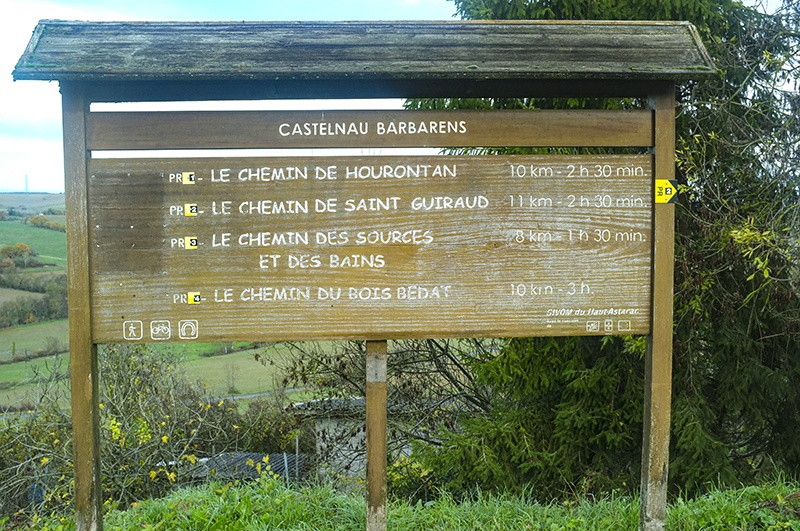 CASTELNAU BARBARENS
PR 1 - LE CHEMIN DE HOURONTAN 10 km - 2 h 30 min.
PR 2 - LE CHEMIN DE SAINT GUIRAUD 11 km - 2 h 30 min.
PR 3 - LE CHEMIN DES SOURCES 8 km - 1 h 30 min.
ET DES BAINS
PR 4 - LE CHEMIN DU BOIS BEDAT 10 km - 3 h.
SIVOM du Haut-Astarac
PR 2